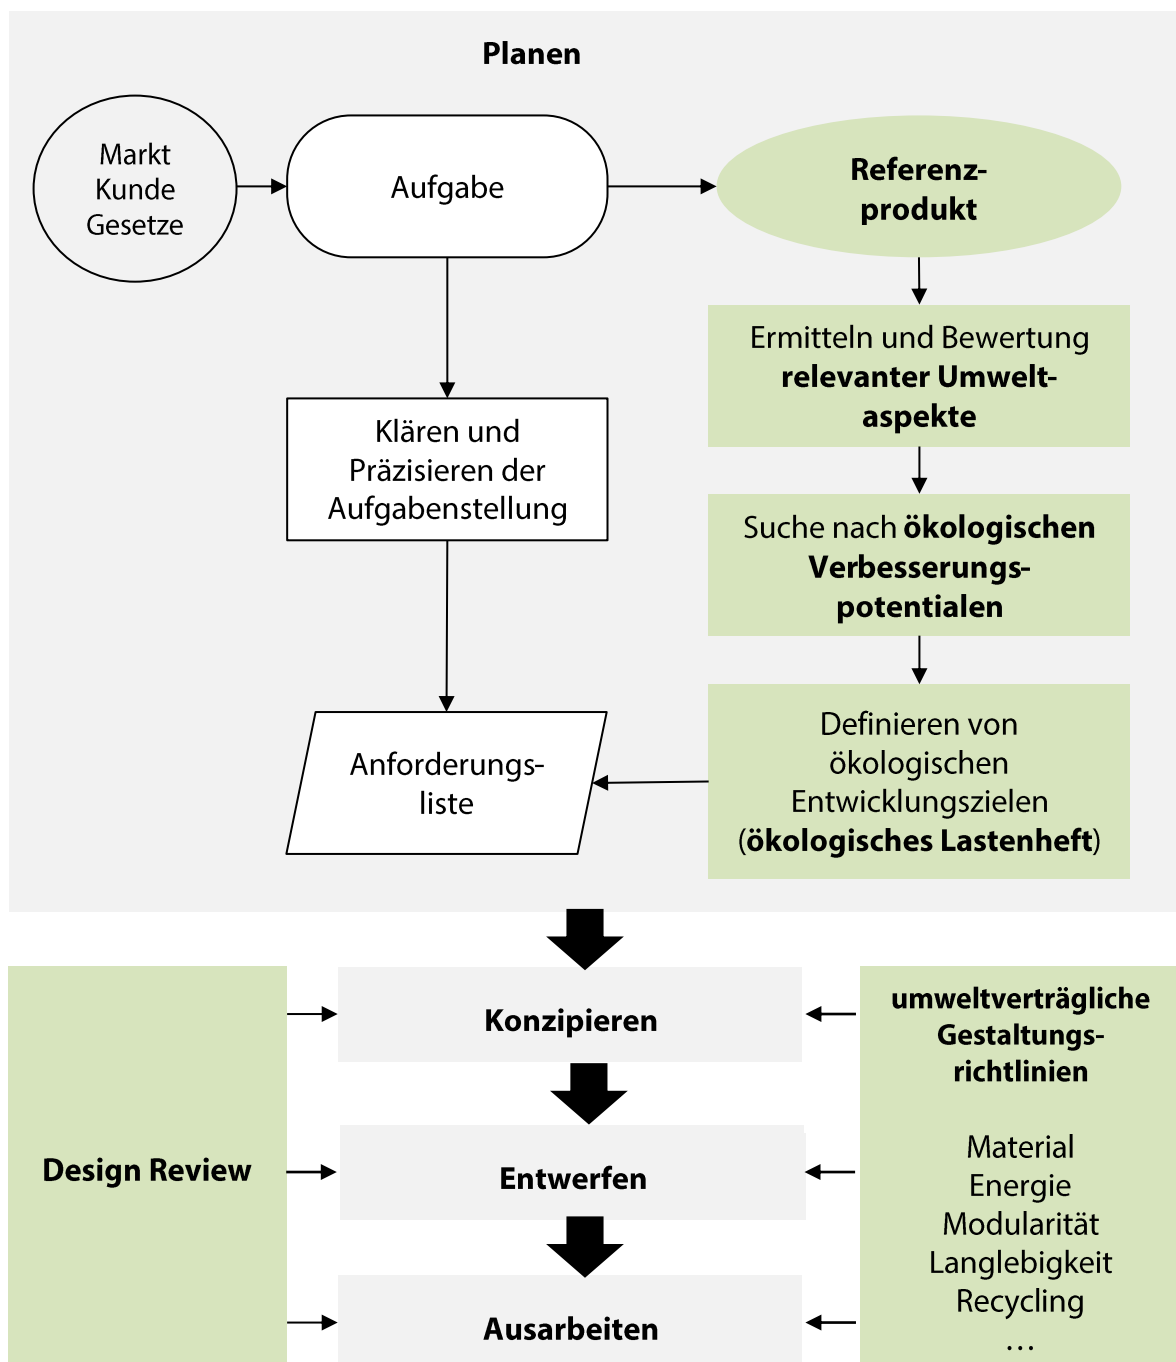 Planen
Markt
Kunde
Gesetze
Aufgabe
Referenz-
produkt
Ermitteln und Bewertung
relevanter Umwelt-
aspekte
Klären und
Präzisieren der
Aufgabenstellung
Suche nach ökologischen
Verbesserungs-
potentialen
Anforderungs-
liste
Definieren von
ökologischen
Entwicklungszielen
(ökologisches Lastenheft)
Design Review
Konzipieren
Entwerfen
Ausarbeiten
umweltverträgliche
Gestaltungs-
richtlinien
Material
Energie
Modularität
Langlebigkeit
Recycling
...